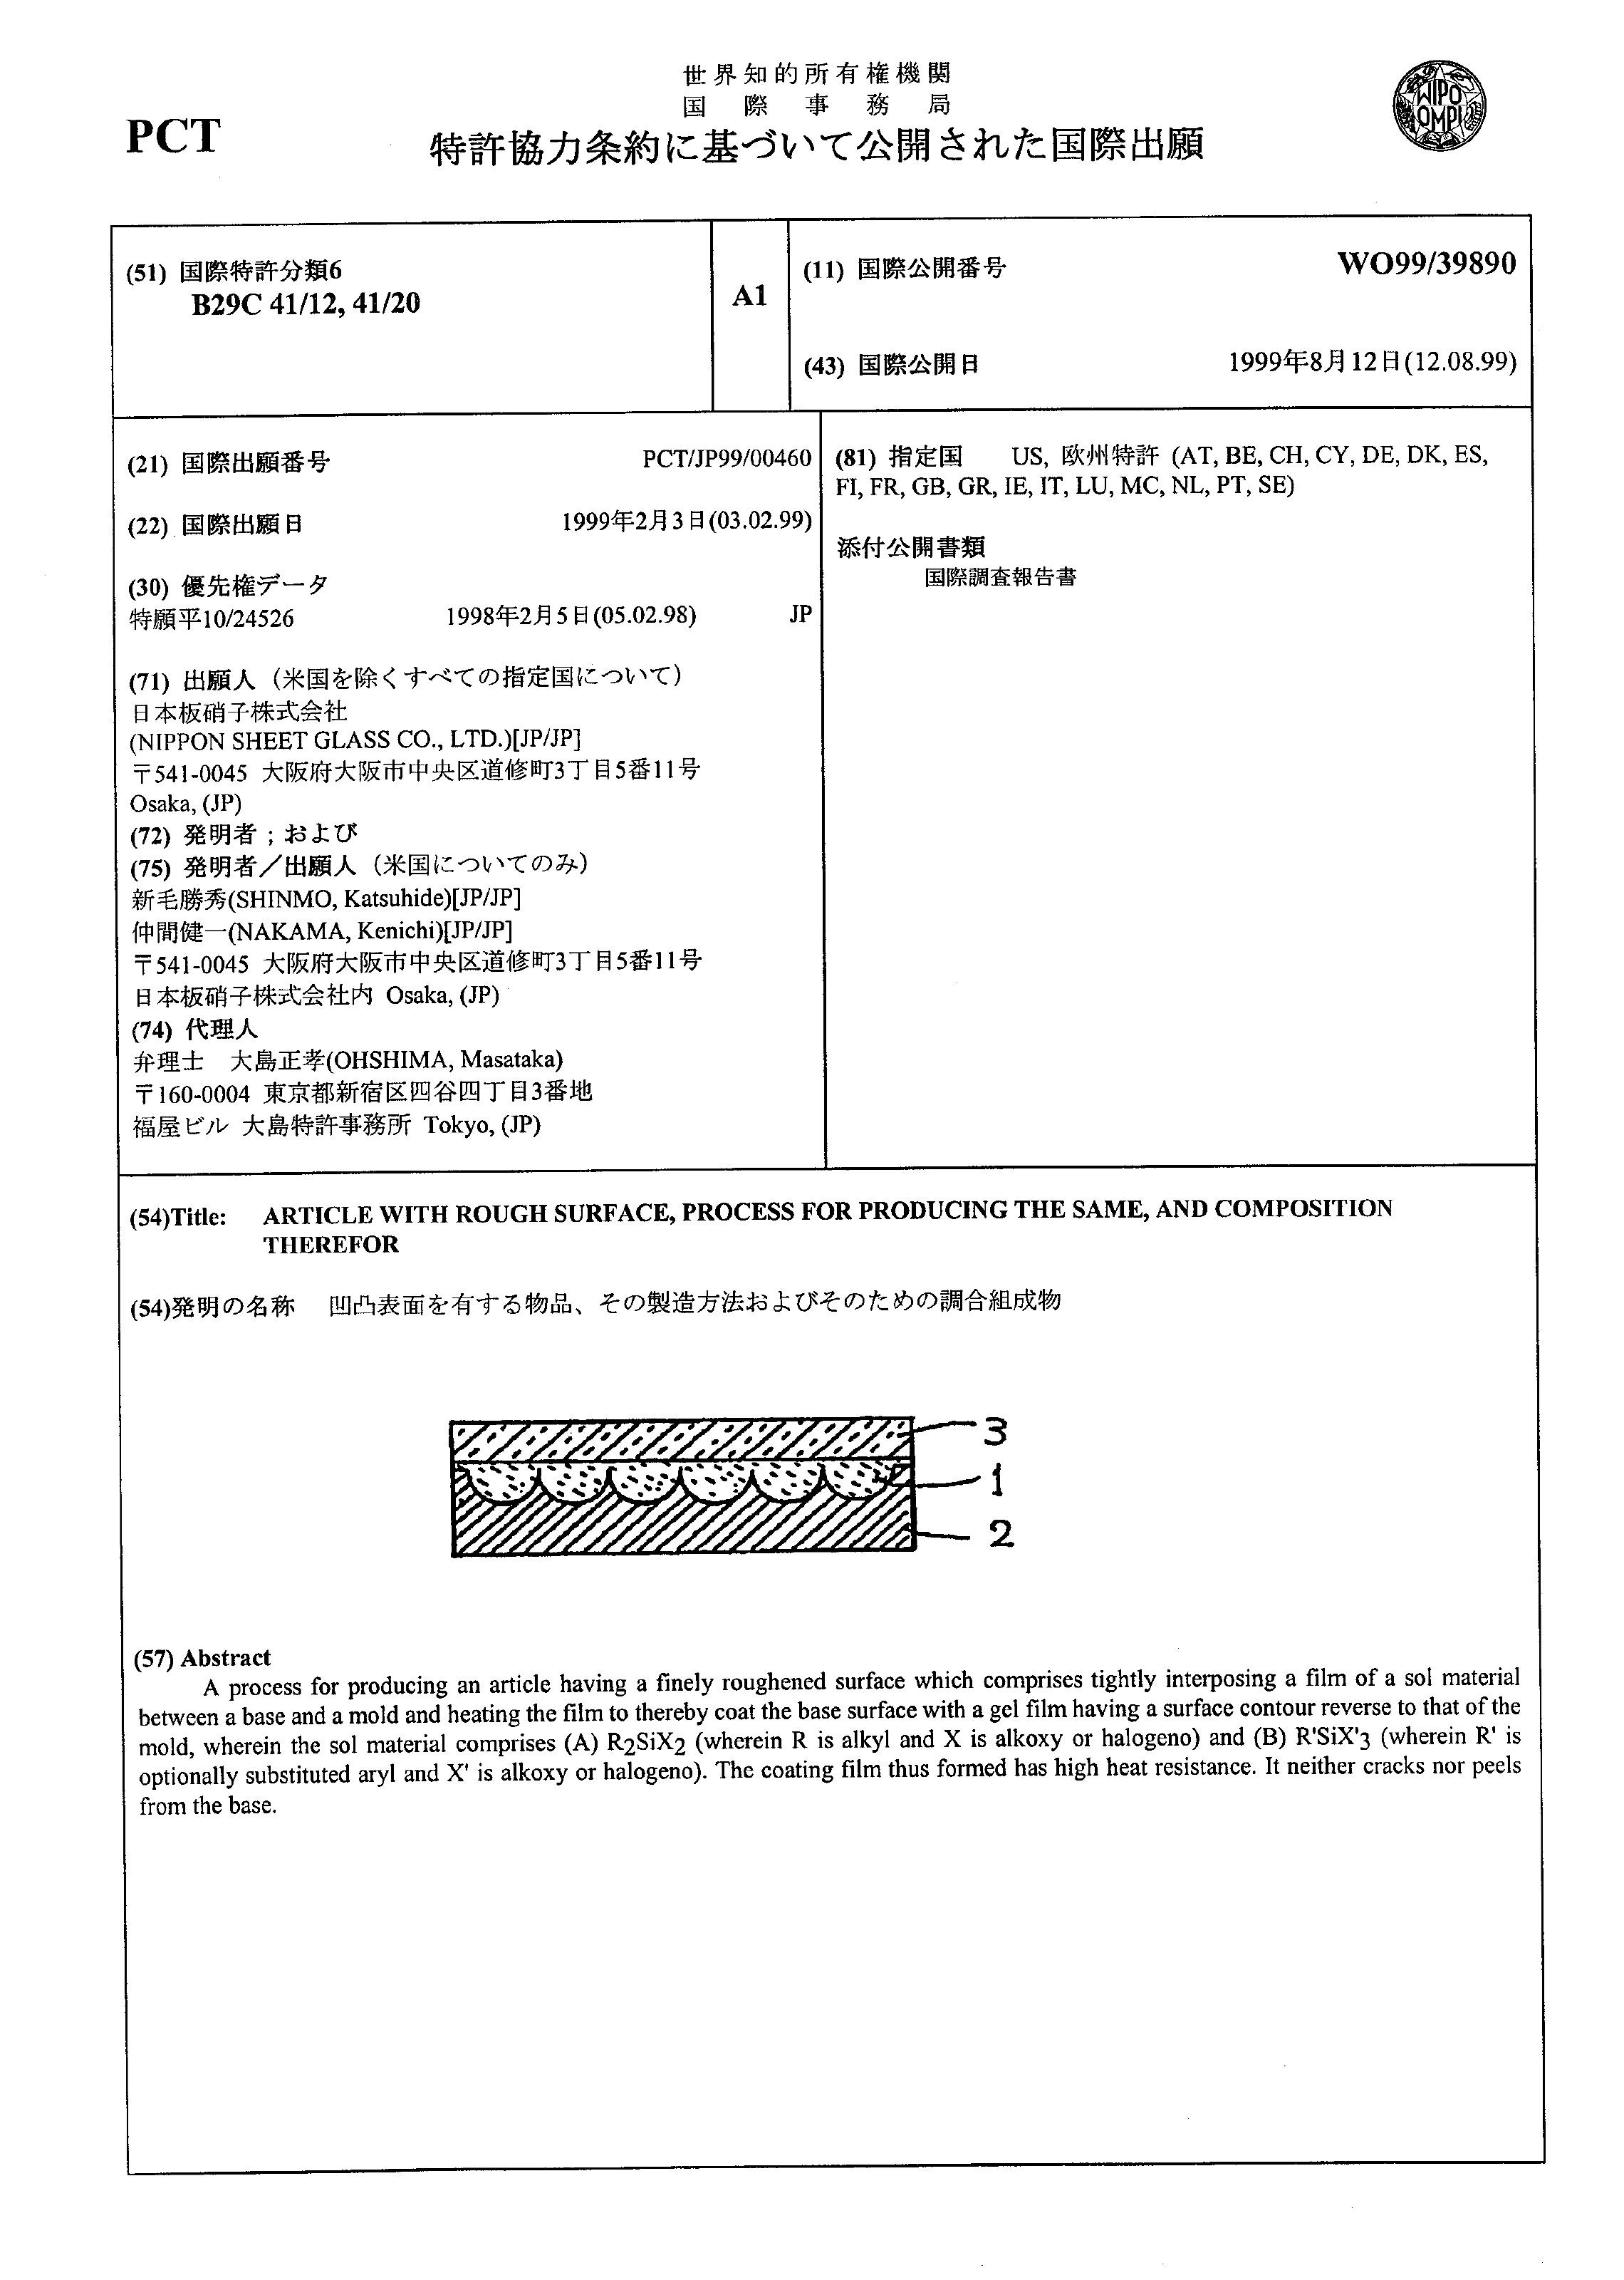 世界知的所有権機関
国際事務局
PCT
特許協力条約に基づいて公開された国際出願
WIPO
OMPI
(51) 国際特許分類6
B29C 41/12, 41/20
A1
(11) 国際公開番号 WO99/39890
(43) 国際公開日 1999年8月12日(12.08.99)
(21) 国際出願番号 PCT/JP99/00460
(22) 国際出願日 1999年2月3日(03.02.99)
(30) 優先権データ
特願平10/24526 1998年2月5日(05.02.98) JP
(71) 出願人（米国を除くすべての指定国について）
日本板硝子株式会社
(NIPPON SHEET GLASS CO., LTD.)[JP/JP]
〒541-0045 大阪府大阪市中央区道修町3丁目5番11号
Osaka, (JP)
(72) 発明者 ; および
(75) 発明者／出願人（米国についてのみ）
新毛勝秀(SHINMO, Katsuhide)[JP/JP]
仲間健一(NAKAMA, Kenichi)[JP/JP]
〒541-0045 大阪府大阪市中央区道修町3丁目5番11号
日本板硝子株式会社内 Osaka, (JP)
(74) 代理人
弁理士　大島正孝(OHSHIMA, Masataka)
〒160-0004 東京都新宿区四谷四丁目3番地
福屋ビル 大島特許事務所 Tokyo, (JP)
(81) 指定国 US, 欧州特許 (AT, BE, CH, CY, DE, DK, ES,
FI, FR, GB, GR, IE, IT, LU, MC, NL, PT, SE)
添付公開書類
国際調査報告書
(54)Title: ARTICLE WITH ROUGH SURFACE, PROCESS FOR PRODUCING THE SAME, AND COMPOSITION
THEREFOR
(54)発明の名称 凹凸表面を有する物品、その製造方法およびそのための調合組成物
3
1
2
(57) Abstract
A process for producing an article having a finely roughened surface which comprises tightly interposing a film of a sol material
between a base and a mold and heating the film to thereby coat the base surface with a gel film having a surface contour reverse to that of the
mold, wherein the sol material comprises (A) R2SiX2 (wherein R is alkyl and X is alkoxy or halogeno) and (B) R'SiX'3 (wherein R' is
optionally substituted aryl and X' is alkoxy or halogeno). The coating film thus formed has high heat resistance. It neither cracks nor peels
from the base.